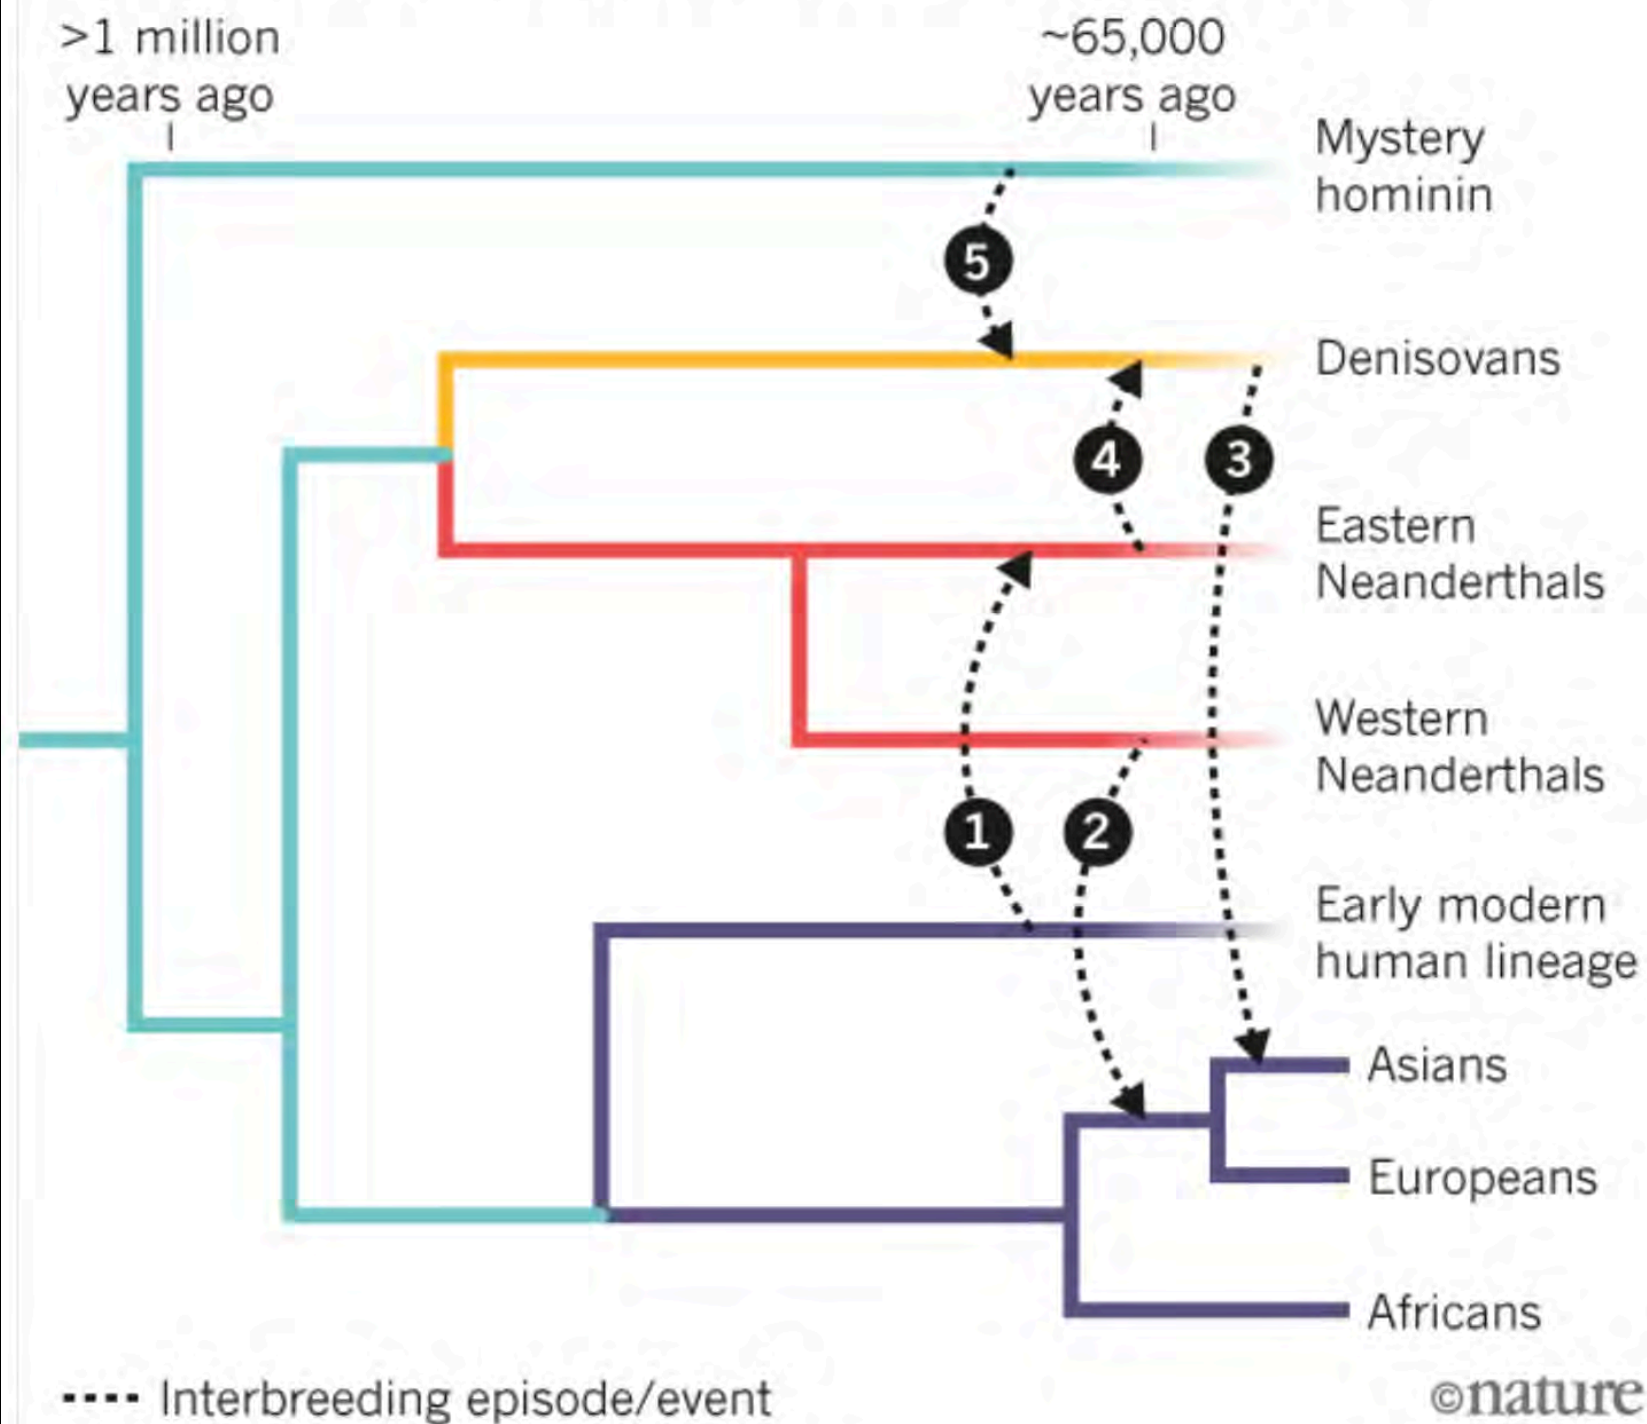 >1 million
years ago
~65,000
years ago
Mystery
hominin
5
Denisovans
4
3
Eastern
Neanderthals
Western
Neanderthals
1
2
Early modern
human lineage
Asians
Europeans
Africans
Interbreeding episode/event
©nature